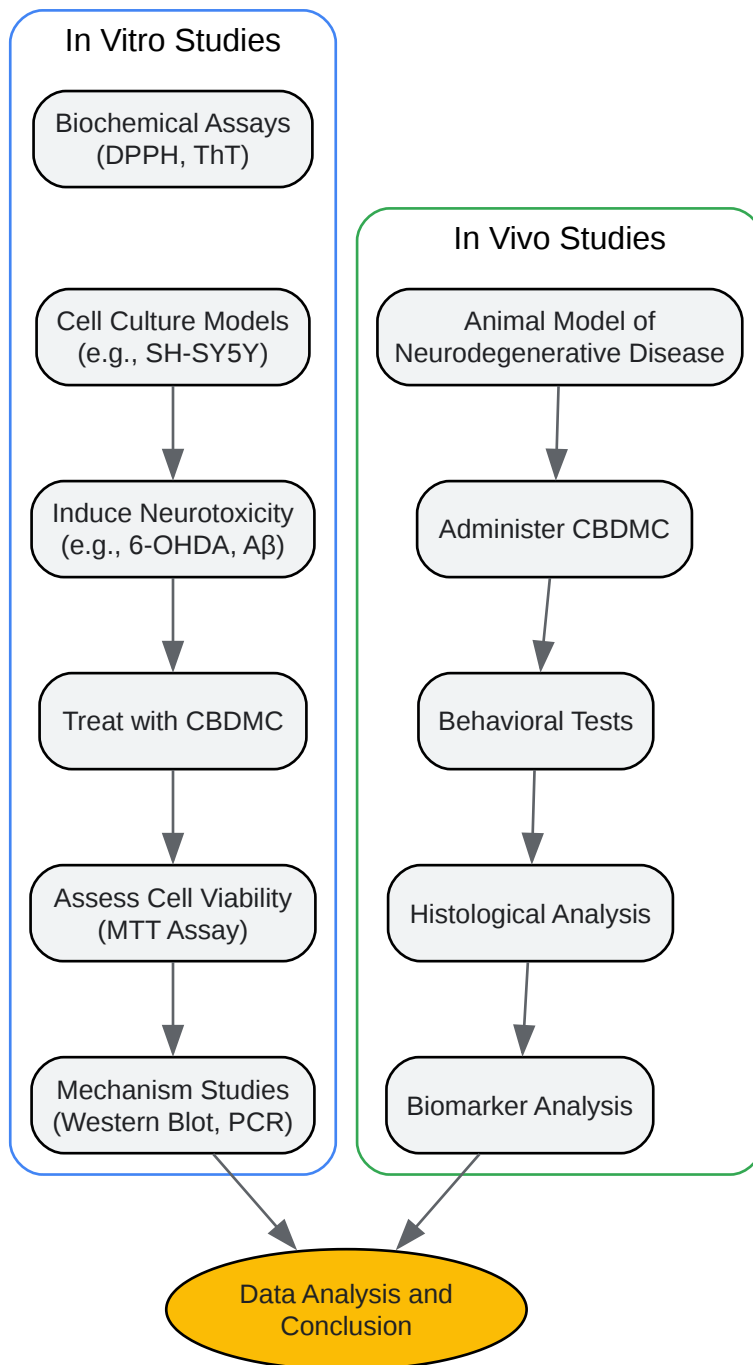 In Vitro Studies
Biochemical Assays
(DPPH, ThT)
Cell Culture Models
(e.g., SH-SY5Y)
Induce Neurotoxicity
(e.g., 6-OHDA, Aβ)
Treat with CBDMC
Assess Cell Viability
(MTT Assay)
Mechanism Studies
(Western Blot, PCR)
In Vivo Studies
Animal Model of
Neurodegenerative Disease
Administer CBDMC
Behavioral Tests
Histological Analysis
Biomarker Analysis
Data Analysis and
Conclusion